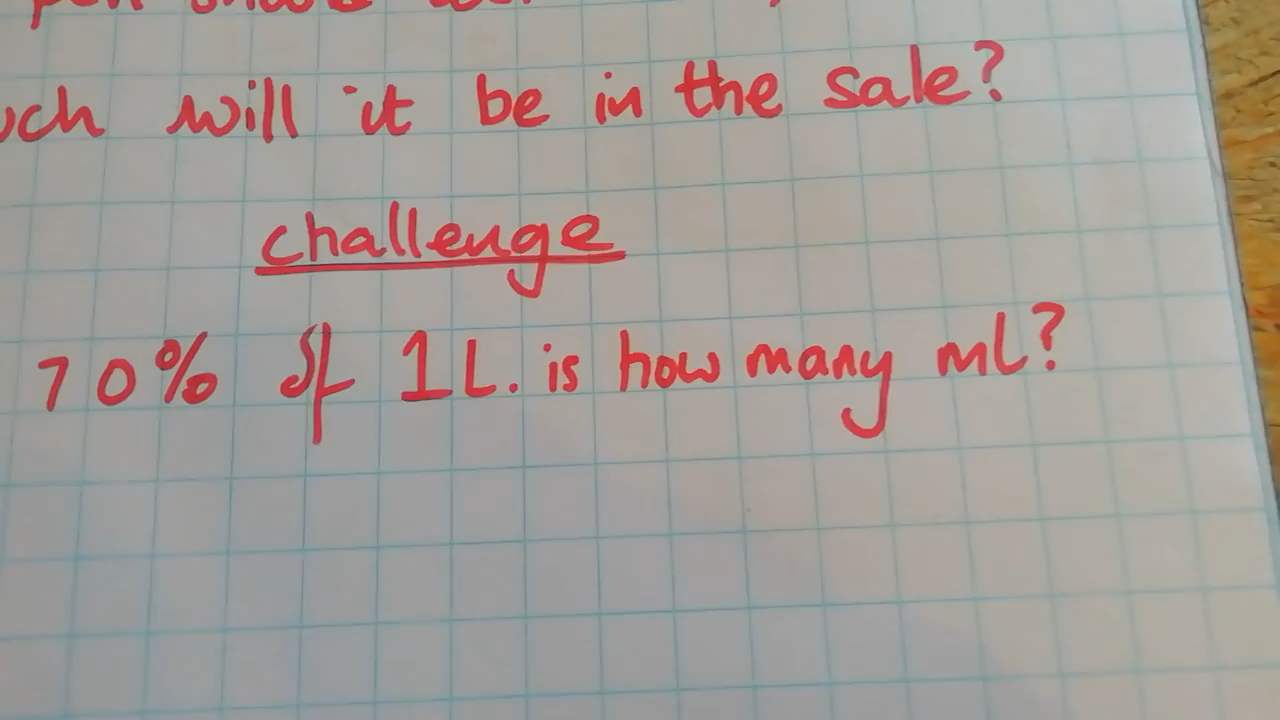 will it be in the sale?
challenge
70% of 1L. is how many ml?